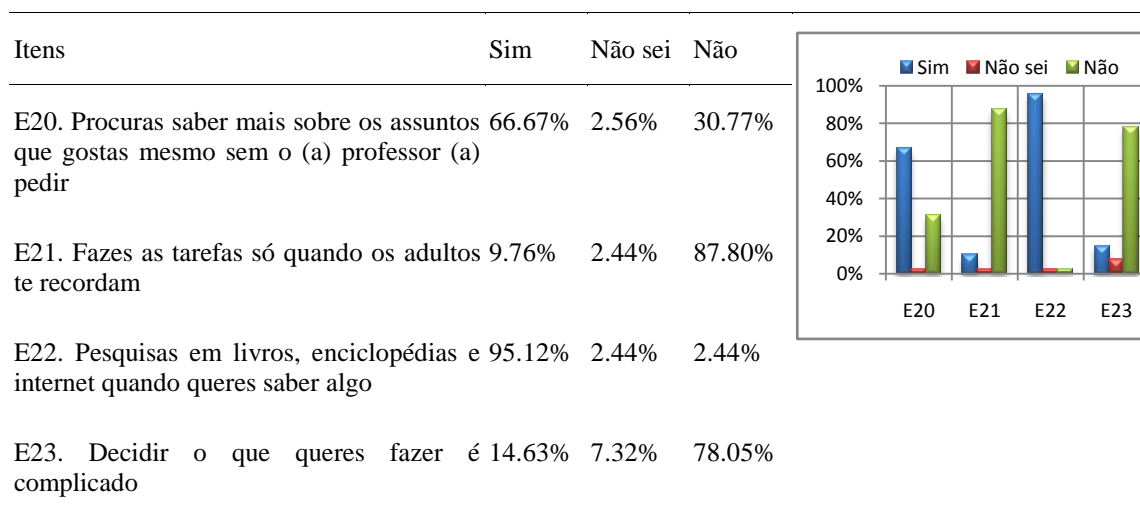 Itens Sim Não sei Não
E20. Procuras saber mais sobre os assuntos 66.67% 2.56% 30.77%
que gostas mesmo sem o (a) professor (a)
pedir
E21. Fazes as tarefas só quando os adultos 9.76% 2.44% 87.80%
te recordam
E22. Pesquisas em livros, enciclopédias e 95.12% 2.44% 2.44%
internet quando queres saber algo
E23. Decidir o que queres fazer é 14.63% 7.32% 78.05%
complicado
Sim Não sei Não
100%
80%
60%
40%
20%
0%
E20 E21 E22 E23